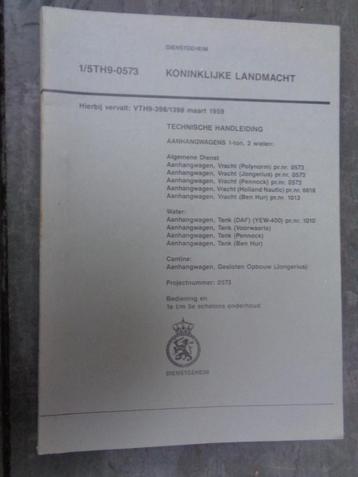 DIENSTGEHEIM
1/5TH9-0573 KONINKLIJKE LANDMACHT
Hierbij vervalt: VTH9-398/1398 maart 1959
TECHNISCHE HANDLEIDING
AANHANGWAGENS 1-ton, 2 wielen:
Algemene Dienst
Aanhangwagen, Vracht (Polynorm) pr.nr. 0573
Aanhangwagen, Vracht (Jongerius) pr.nr. 0573
Aanhangwagen, Vracht (Pennock) pr.nr. 0573
Aanhangwagen, Vracht (Holland Nautic) pr.nr. 6618
Aanhangwagen, Vracht (Ben Hur) pr.nr. 1013
Water:
Aanhangwagen, Tank (DAF) (YEW-400) pr.nr. 1010
Aanhangwagen, Tank (Voorwaarts)
Aanhangwagen, Tank (Pennock)
Aanhangwagen, Tank (Ben Hur)
Cantine:
Aanhangwagen, Gesloten Opbouw (Jongerius)
Projectnummer: 0573
Bediening en
1e t/m 5e echelons onderhoud
DIENSTGEHEIM